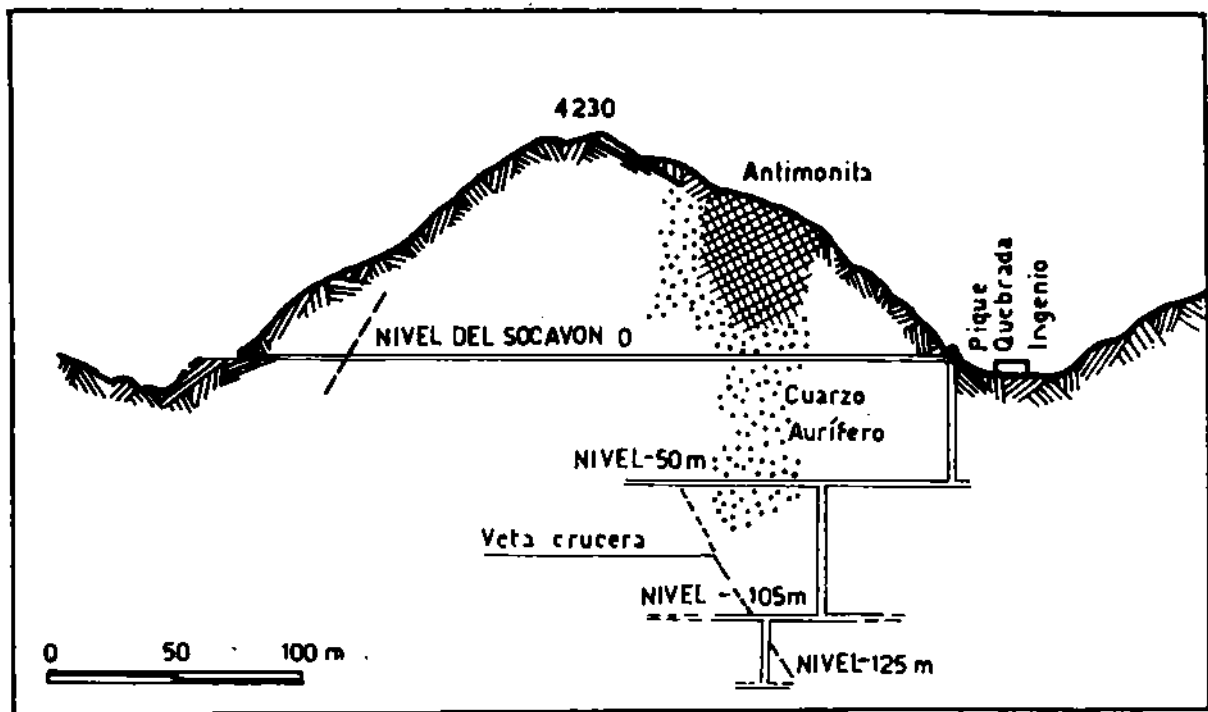 4230
Antimonita
Pique
Quebrada
Ingenio
NIVEL DEL SOCAVON 0
Cuarzo
Aurífero
NIVEL-50m
Veta crucera
NIVEL - 105m
NIVEL-125 m
0 50 100 m